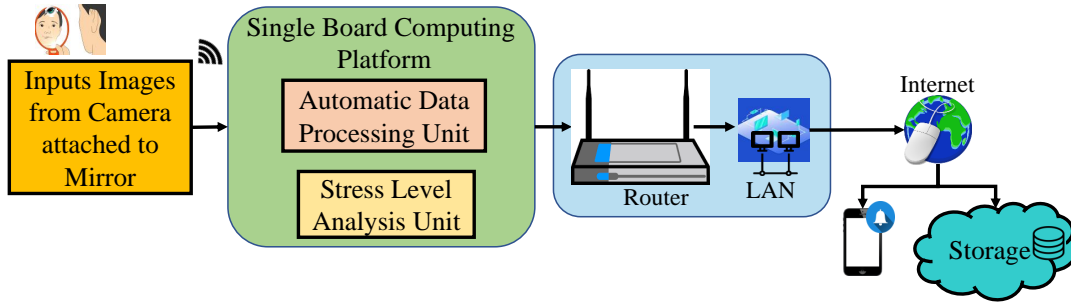 Inputs Images
from Camera
attached to
Mirror
Single Board Computing
Platform
Automatic Data
Processing Unit
Stress Level
Analysis Unit
Router
LAN
Internet
Storage